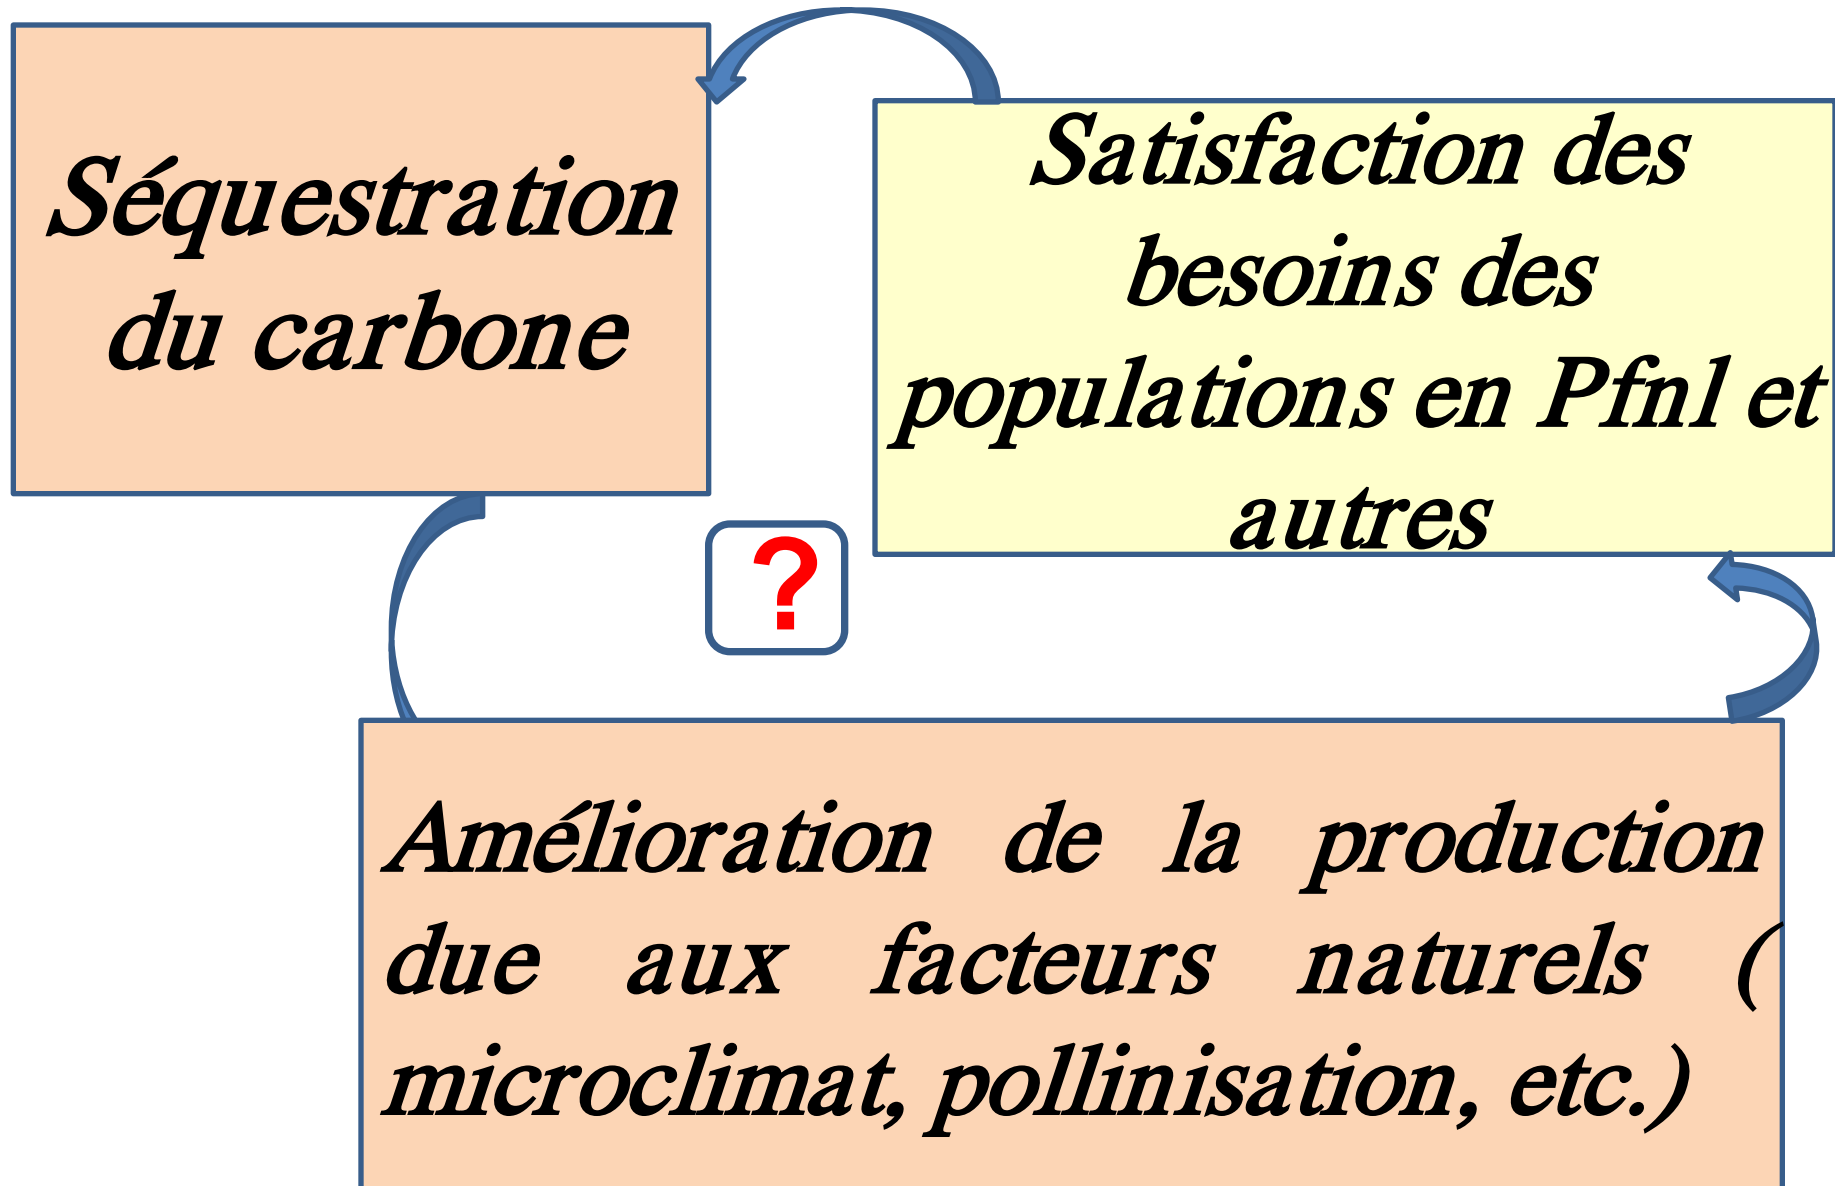 Séquestration
du carbone
Satisfaction des
besoins des
populations en Pfnl et
autres
?
Amélioration de la production
due aux facteurs naturels (
microclimat, pollinisation, etc.)